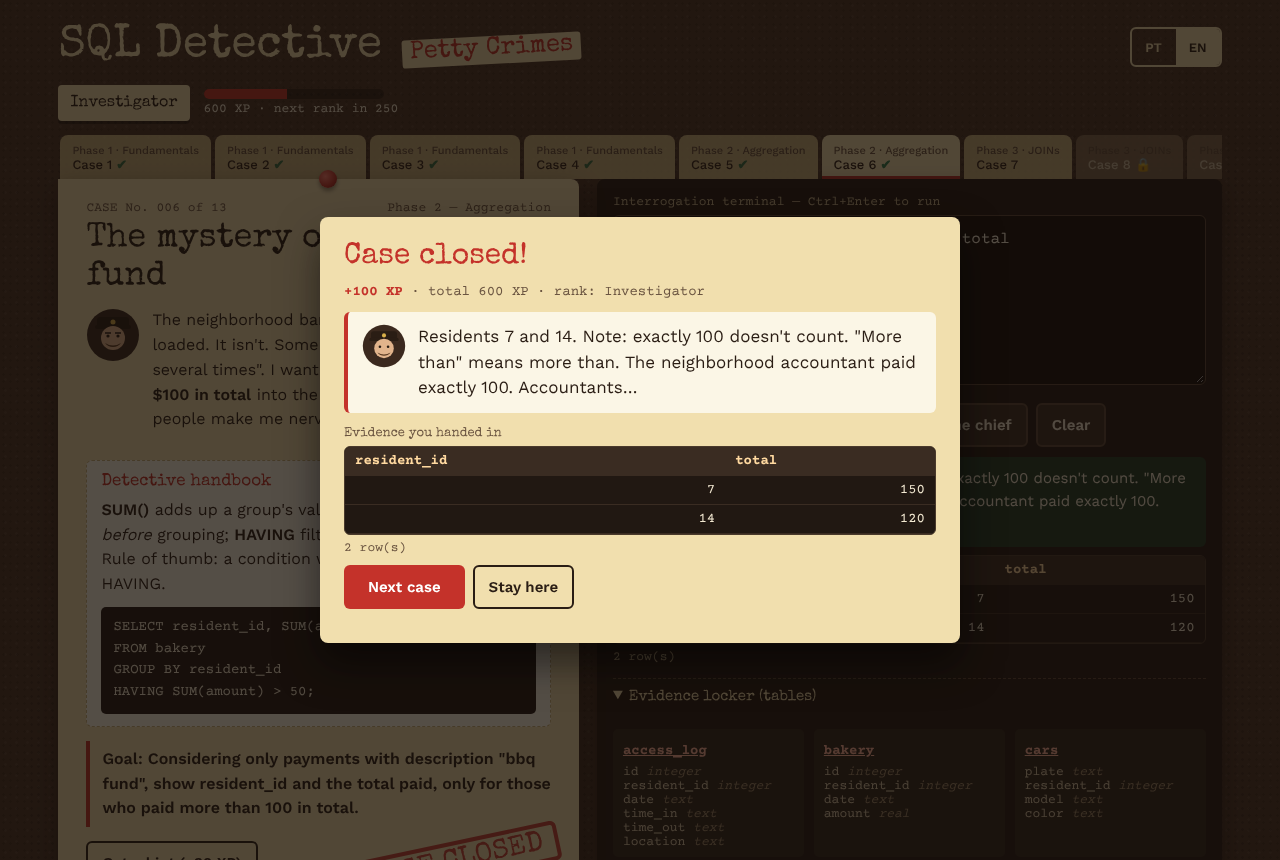 SQL Detective
Petty Crimes
PT
EN
Investigator
600 XP · next rank in 250
Phase 1 · Fundamentals
Case 1 ✔
Phase 1 · Fundamentals
Case 2 ✔
Phase 1 · Fundamentals
Case 3 ✔
Phase 1 · Fundamentals
Case 4 ✔
Phase 2 · Aggregation
Case 5 ✔
Phase 2 · Aggregation
Case 6 ✔
Phase 3 · JOINs
Case 7
Phase 3 · JOINs
Case 8 🔒
CASE No. 006 of 13
Phase 2 — Aggregation
The mystery o
fund
The neighborhood
loaded. It isn't. Some
several times". I want
$100 in total into the
people make me nerv
Detective handbook
SUM() adds up a group's val
before grouping; HAVING filt
Rule of thumb: a condition
HAVING.
SELECT resident_id, SUM(a
FROM bakery
GROUP BY resident_id
HAVING SUM(amount) > 50;
Goal: Considering only payments with description "bbq
fund", show resident_id and the total paid, only for those
who paid more than 100 in total.
CLOSED
Interrogation terminal — Ctrl+Enter to run
total
chief
Clear
exactly 100 doesn't count. "More
accountant paid exactly 100.
total
7 150
14 120
2 row(s)
▼ Evidence locker (tables)
access_log
id integer
resident_id integer
date text
time_in text
time_out text
location text
bakery
id integer
resident_id integer
date text
amount real
cars
plate text
resident_id integer
model text
color text
Case closed!
+100 XP · total 600 XP · rank: Investigator
Residents 7 and 14. Note: exactly 100 doesn't count. "More
than" means more than. The neighborhood accountant paid
exactly 100. Accountants...
Evidence you handed in
resident_id total
7 150
14 120
2 row(s)
Next case
Stay here